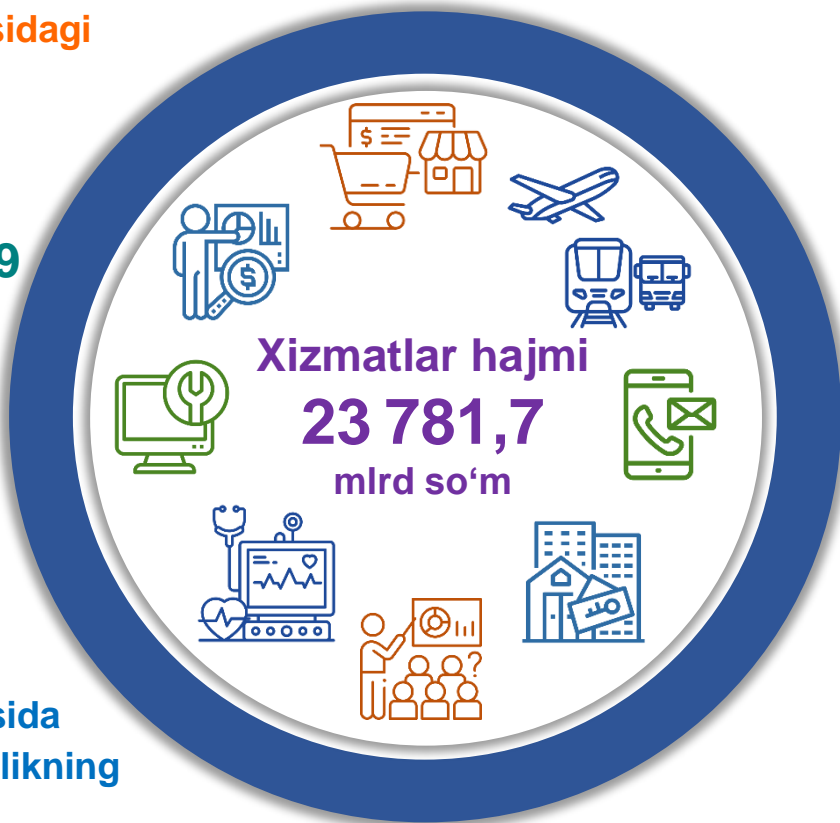 sidagi
9
Xizmatlar hajmi
23 781,7
mlrd so‘m
sida
likning